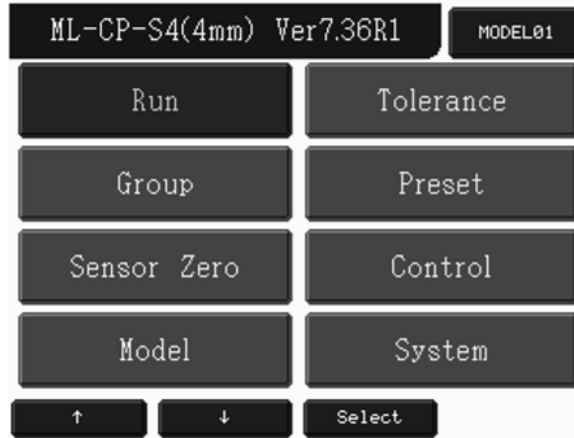 ML-CP-S4(4mm) Ver7.36R1 MODEL01
Run Tolerance
Group Preset
Sensor Zero Control
Model System
↑ ↓ Select